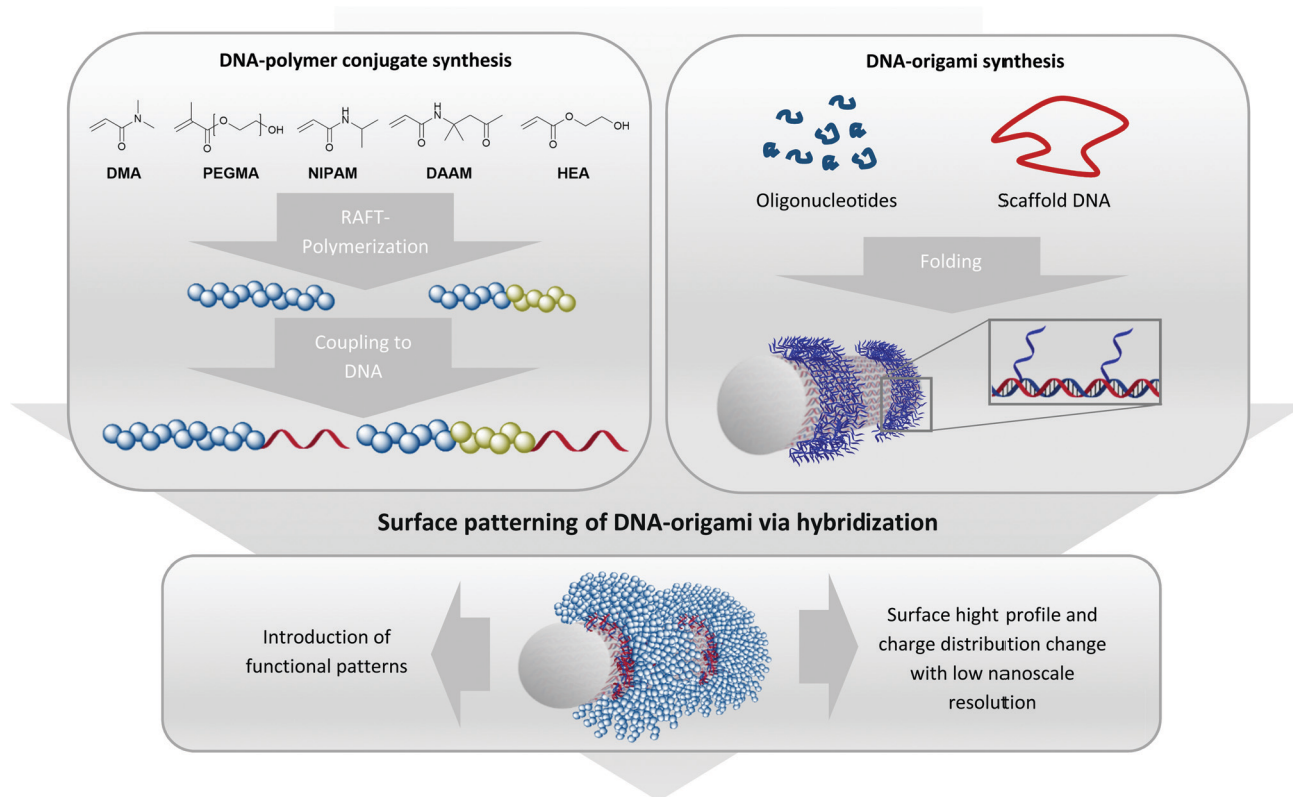 DNA-polymer conjugate synthesis
N
O
O
O
OH
O
H
N
O
H
N
O
O
O
O
OH
DMA
PEGMA
NIPAM
DAAM
HEA
RAFT-
Polymerization
Coupling to
DNA
DNA-origami synthesis
Oligonucleotides
Scaffold DNA
Folding
Surface patterning of DNA-origami via hybridization
Introduction of
functional patterns
Surface hight profile and
charge distribution change
with low nanoscale
resolution